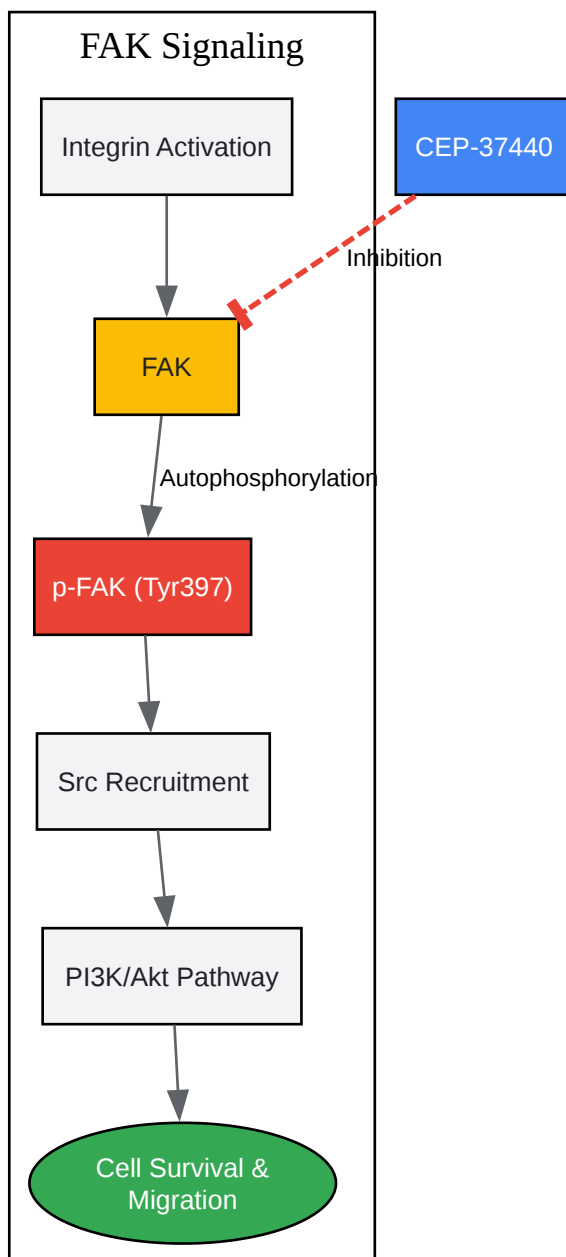 FAK Signaling
Integrin Activation
CEP-37440
Inhibition
FAK
Autophosphorylation
p-FAK (Tyr397)
Src Recruitment
PI3K/Akt Pathway
Cell Survival &
Migration